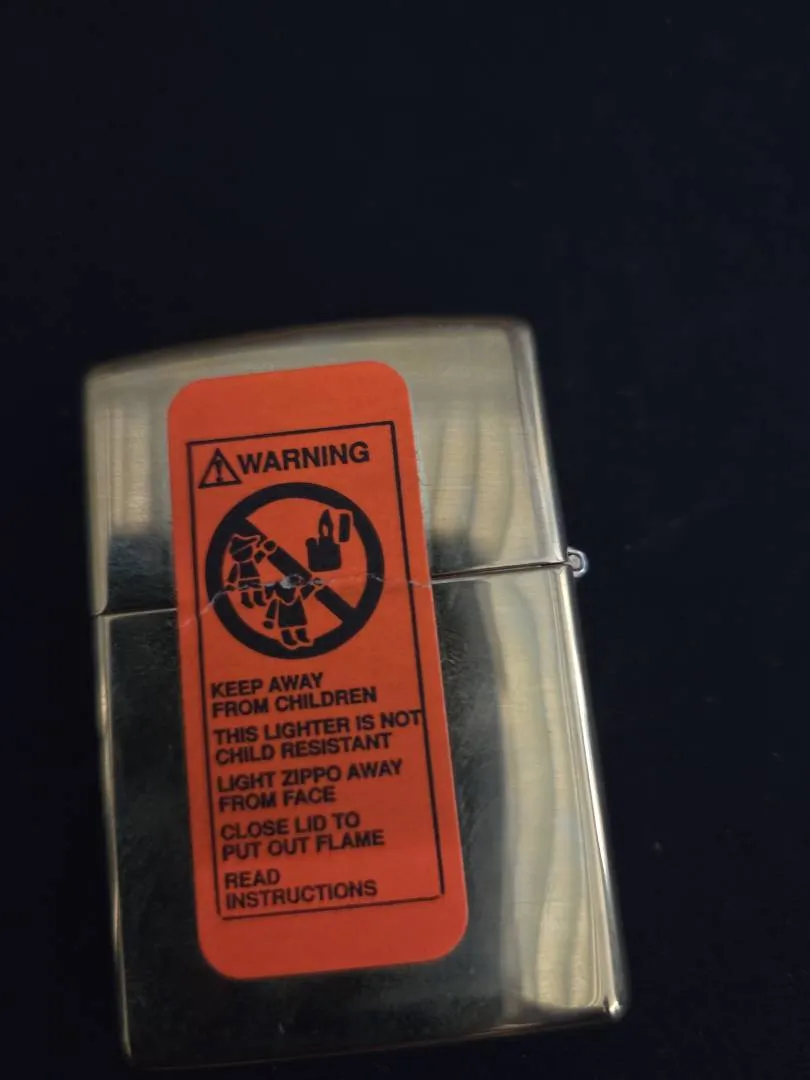 WARNING
KEEP AWAY
FROM CHILDREN
THIS LIGHTER IS NOT
CHILD RESISTANT
LIGHT ZIPPO AWAY
FROM FACE
CLOSE LID TO
PUT OUT FLAME
READ
INSTRUCTIONS